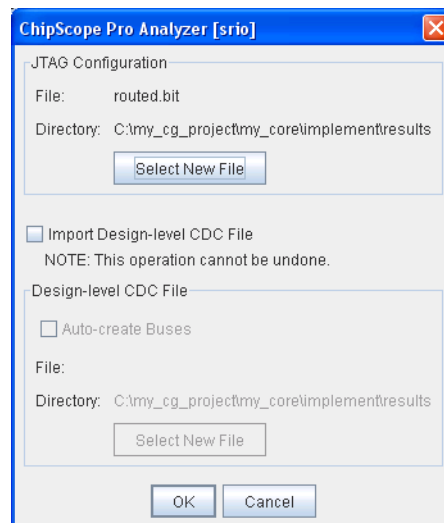 ChipScope Pro Analyzer [srio]
JTAG Configuration
File: routed.bit
Directory: C:\my_cg_project\my_core\implement\results
Select New File
Import Design-level CDC File
NOTE: This operation cannot be undone.
Design-level CDC File
Auto-create Buses
File:
Directory: C:\my_cg_project\my_core\implement\results
Select New File
OK Cancel